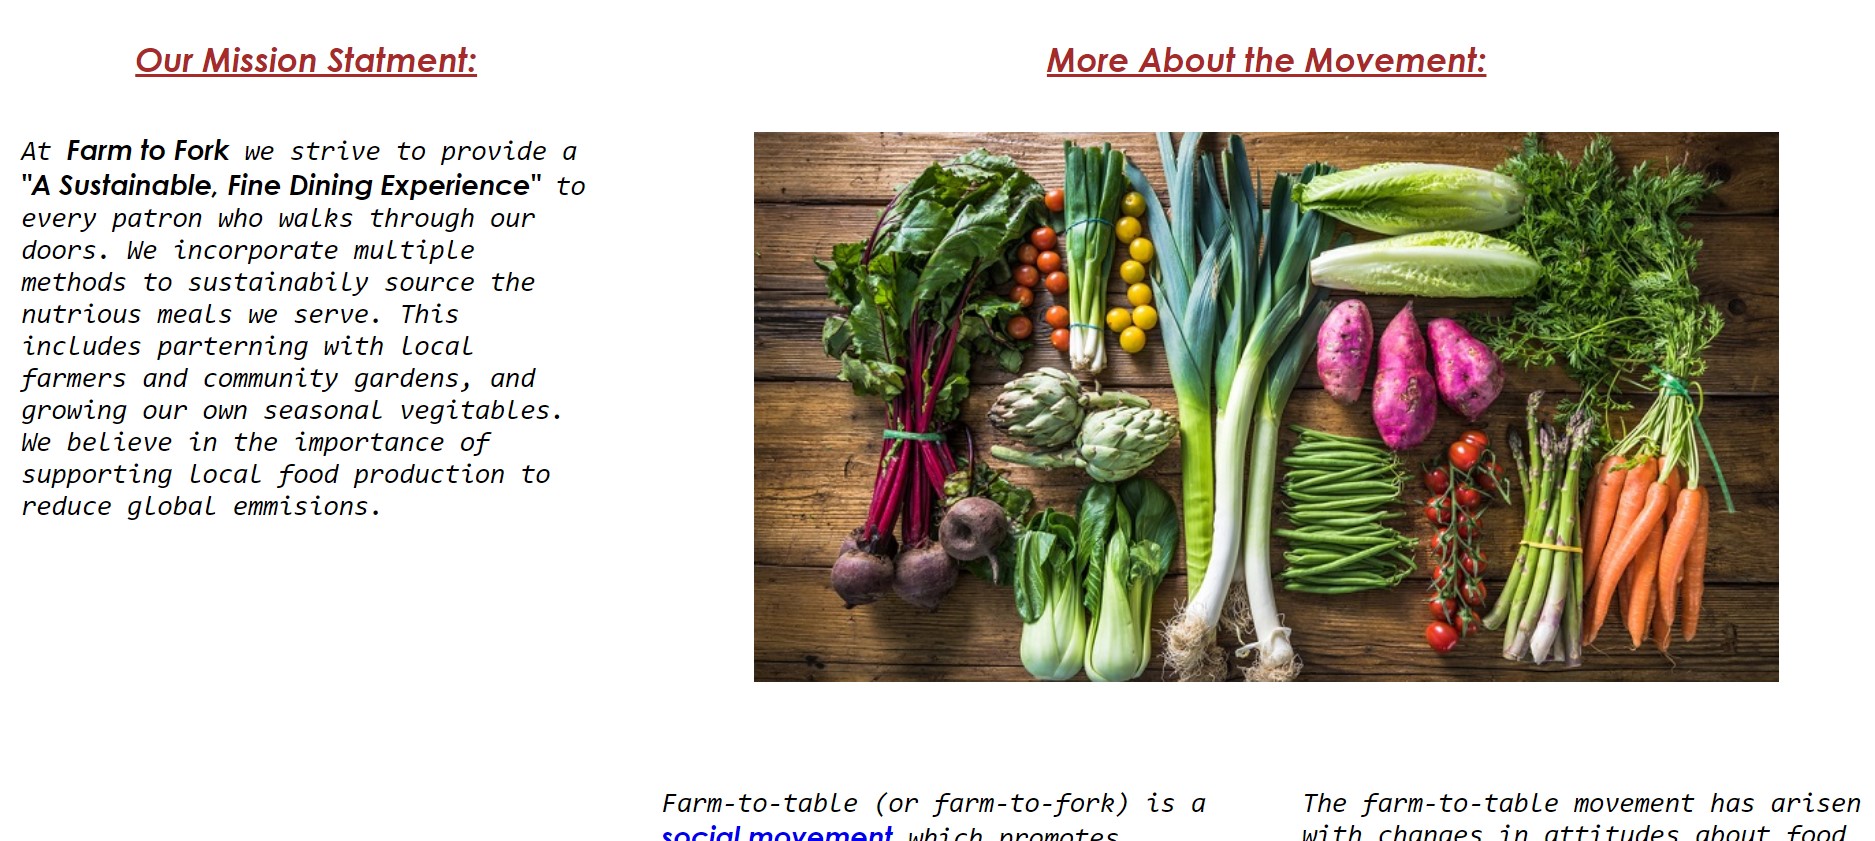 Our Mission Statment:
At Farm to Fork we strive to provide a
"A Sustainable, Fine Dining Experience" to
every patron who walks through our
doors. We incorporate multiple
methods to sustainabily source the
nutrious meals we serve. This
includes parterning with local
farmers and community gardens, and
growing our own seasonal vegitables.
We believe in the importance of
supporting local food production to
reduce global emmisions.
More About the Movement:
Farm-to-table (or farm-to-fork) is a
social movement which promotes
The farm-to-table movement has arisen
with changes in attitudes about food